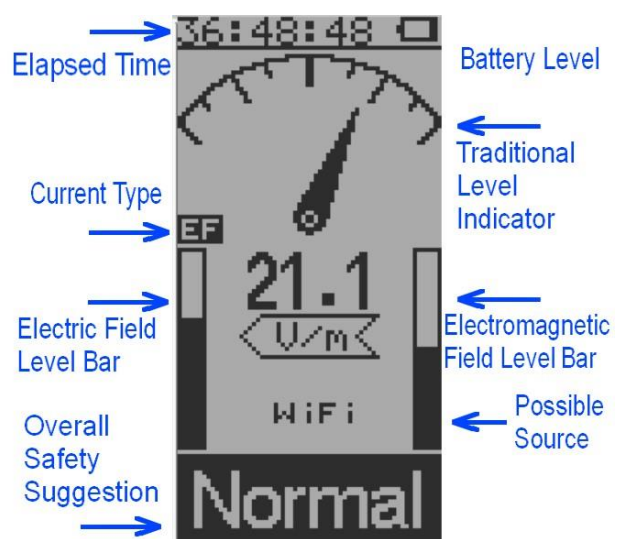 36:48:48
Elapsed Time
Battery Level
Traditional
Level
Indicator
Current Type
EF
21.1
V/m
Electric Field
Level Bar
Electromagnetic
Field Level Bar
WiFi
Possible
Source
Overall
Safety
Suggestion
Normal